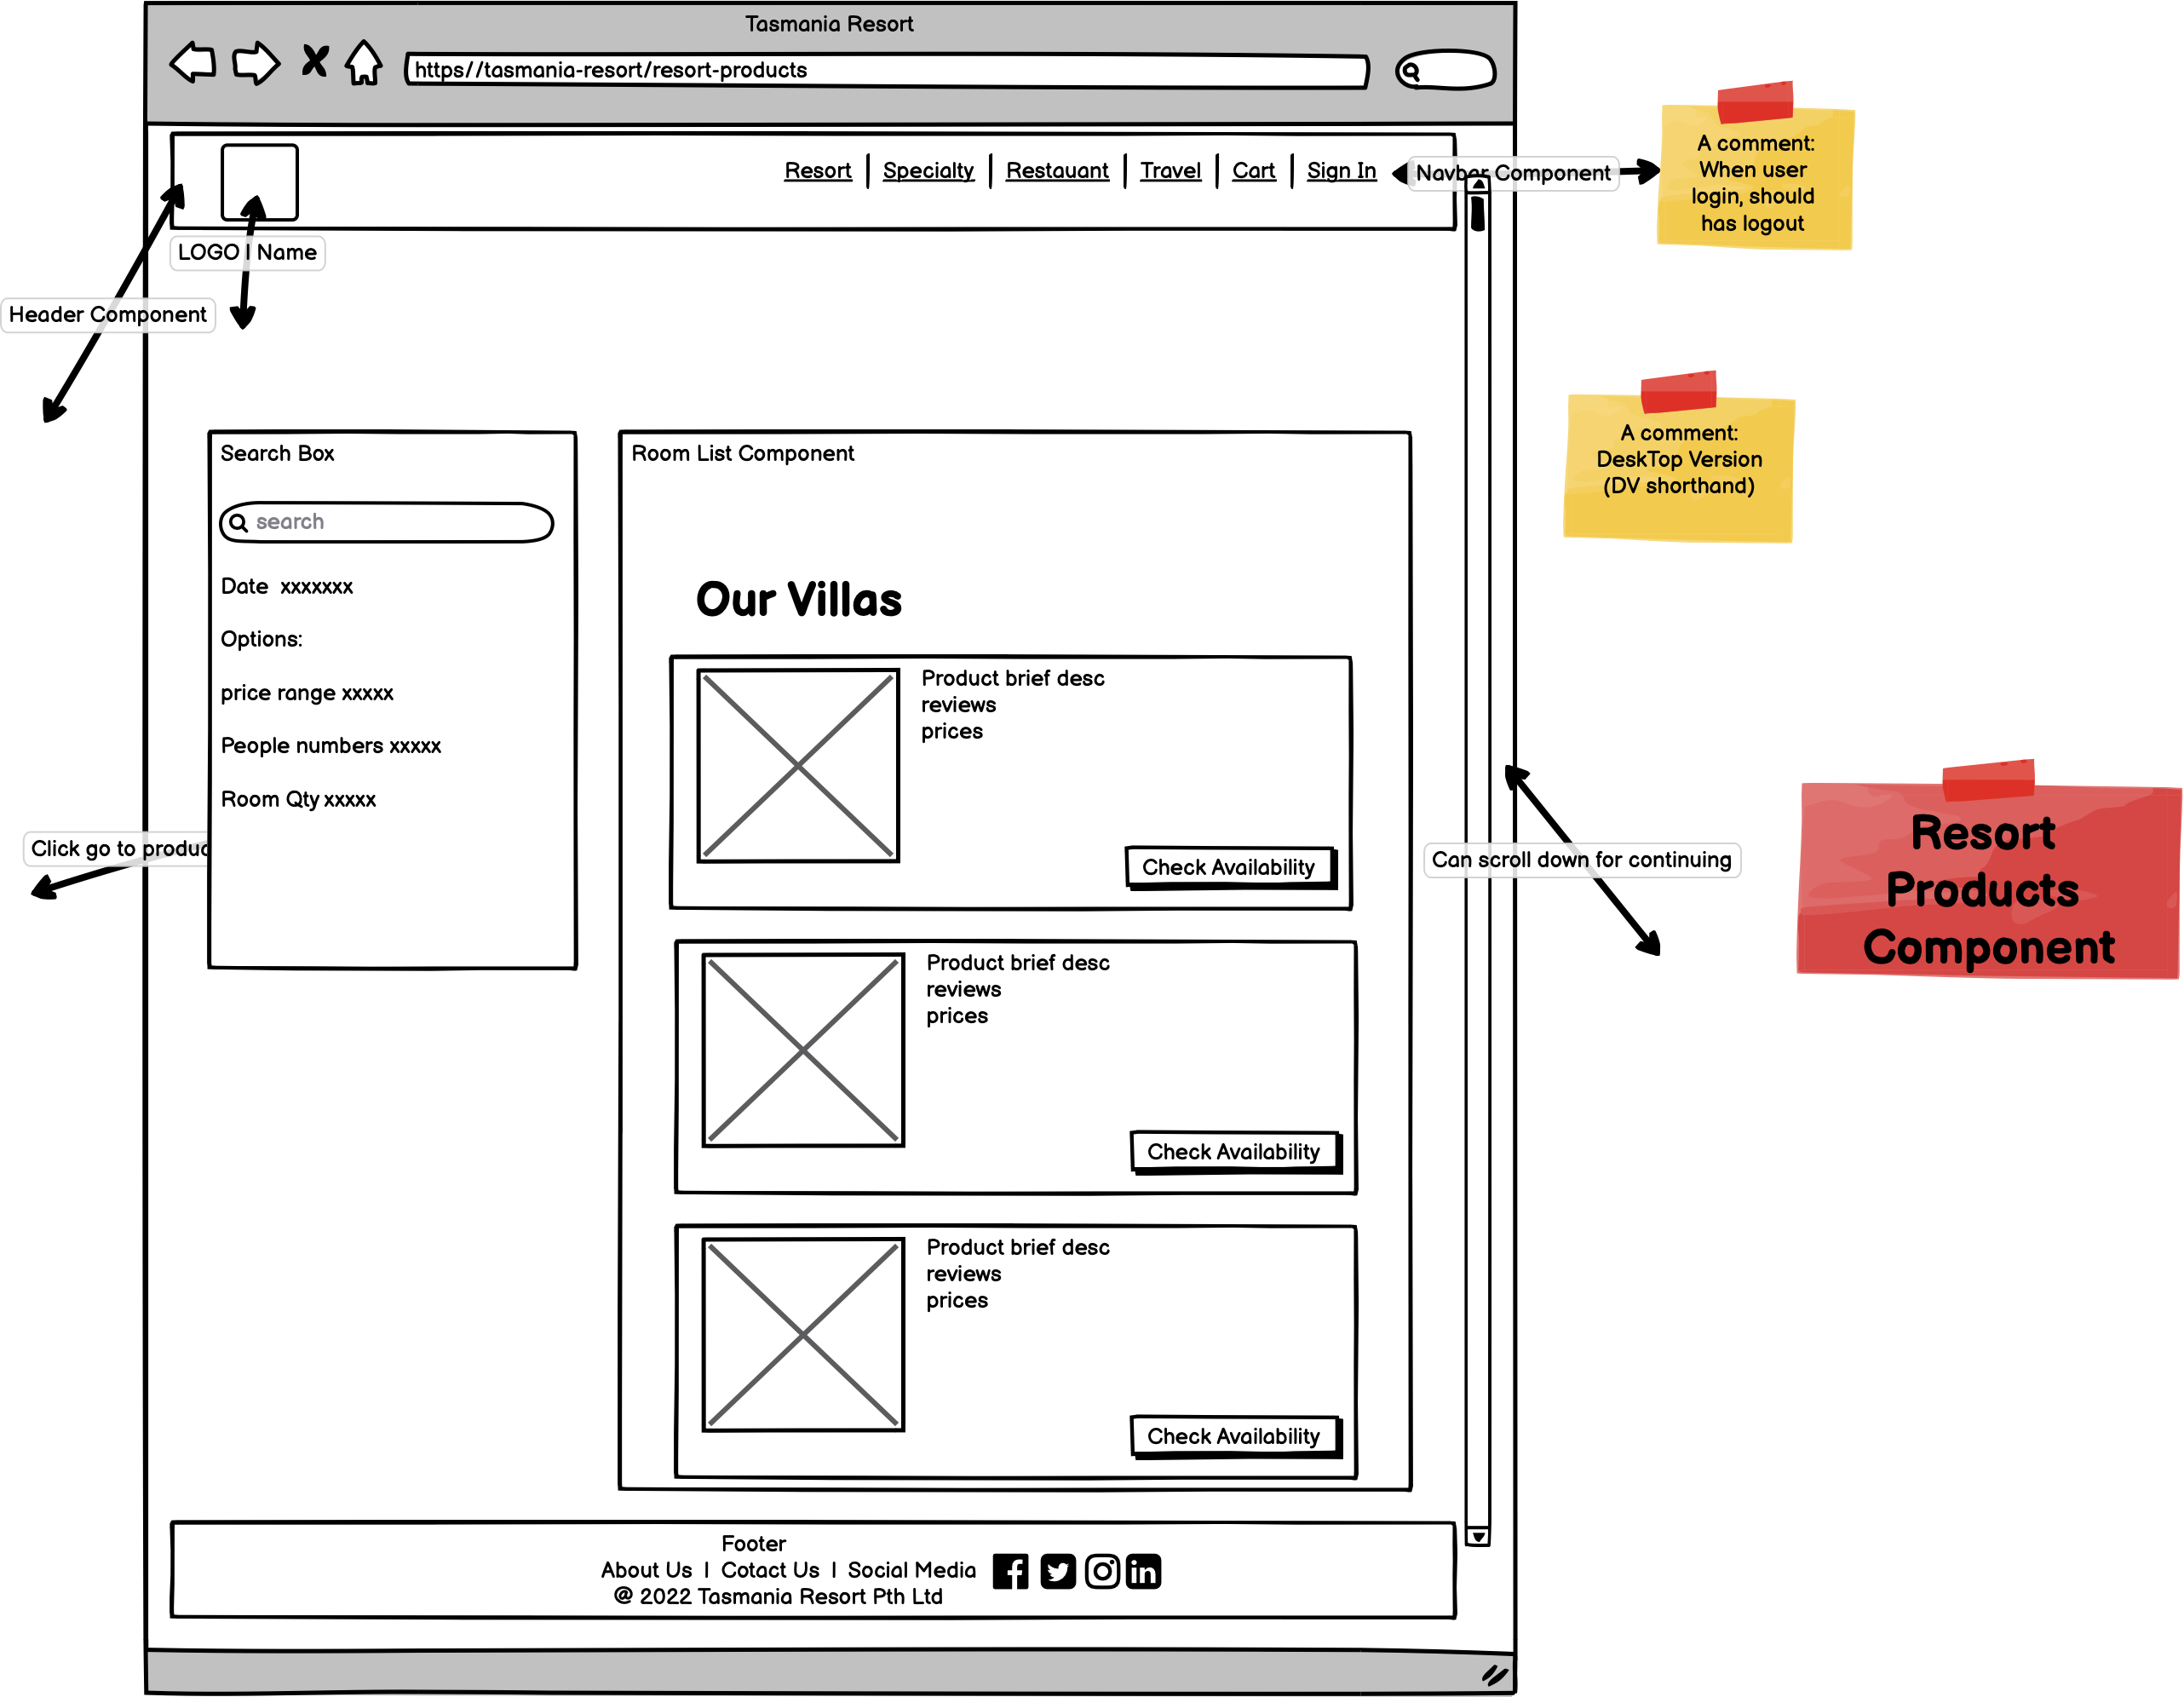 Tasmania Resort
https//tasmania-resort/resort-products
Resort | Specialty | Restauant | Travel | Cart | Sign In
Navbar Component
A comment:
When user
login, should
has logout
LOGO | Name
Header Component
A comment:
DeskTop Version
(DV shorthand)
Search Box
search
Date xxxxxxx
Options:
price range xxxxx
People numbers xxxxx
Room Qty xxxxx
Click go to produc
Room List Component
Our Villas
Product brief desc
reviews
prices
Check Availability
Product brief desc
reviews
prices
Check Availability
Product brief desc
reviews
prices
Check Availability
Can scroll down for continuing
Resort
Products
Component
Footer
About Us | Cotact Us | Social Media
@ 2022 Tasmania Resort Pth Ltd